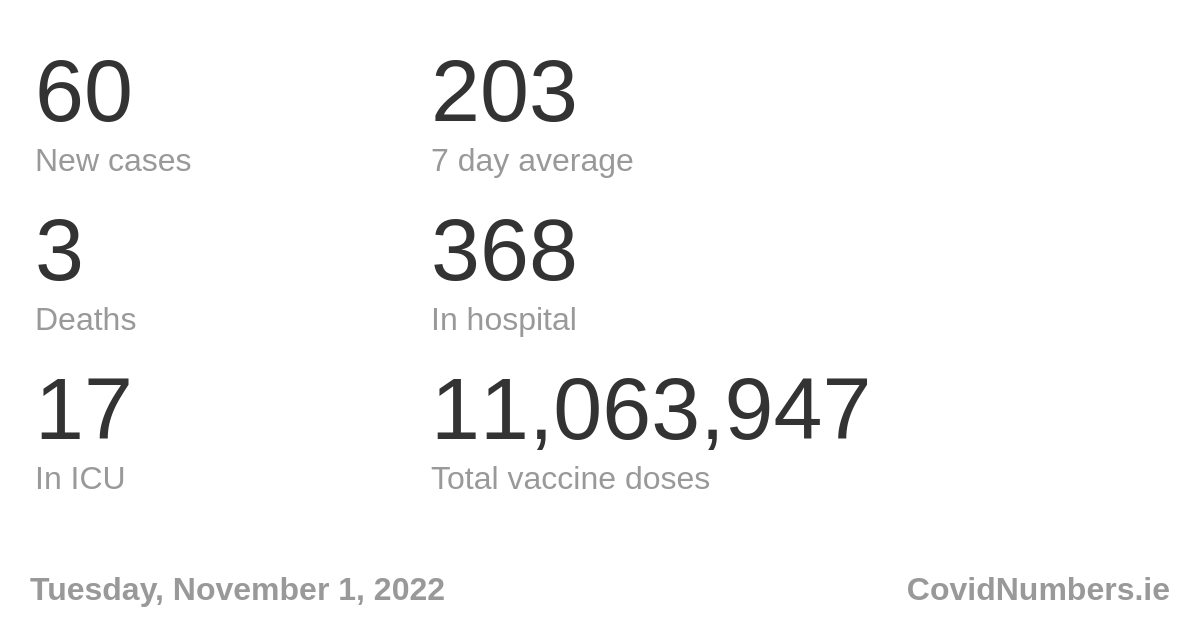 60
203
New cases
7 day average
3
368
Deaths
In hospital
17
11,063,947
In ICU
Total vaccine doses
Tuesday, November 1, 2022
CovidNumbers.ie